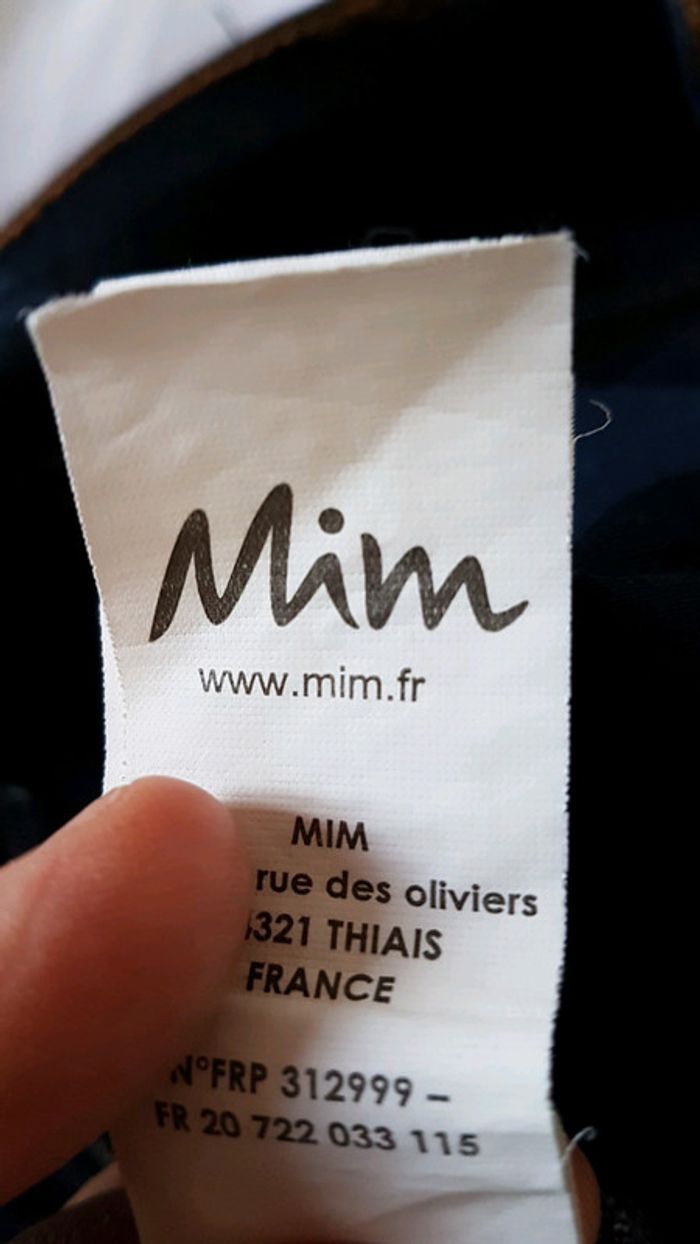 Mim
www.mim.fr
MIM
rue des oliviers
321 THIAIS
FRANCE
N°FRP 312999 –
FR 20 722 033 115